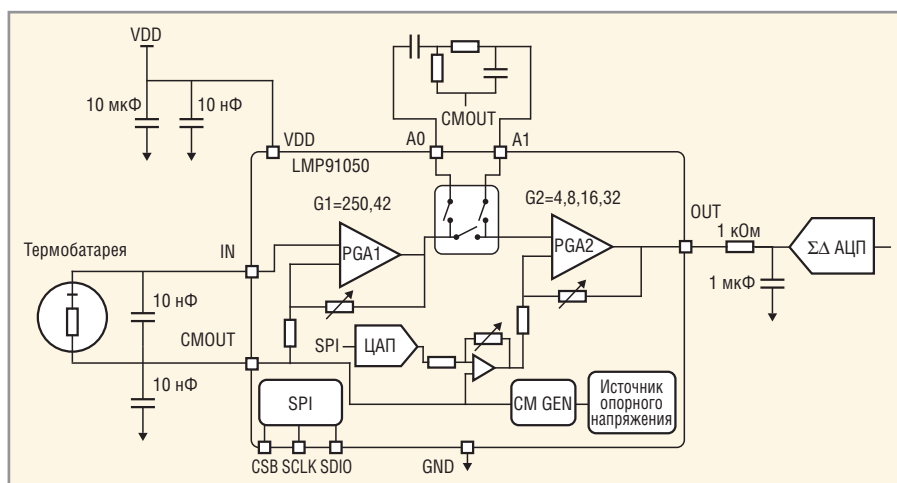 VDD
10 мкФ
10 нФ
CMOUT
VDD
A0
A1
LMP91050
G1=250,42
G2=4,8,16,32
OUT
1 кОм
ΣΔ АЦП
Термобатарея
IN
PGA1
PGA2
10 нФ
1 мкФ
CMOUT
SPI
ЦАП
10 нФ
SPI
CM GEN
Источник
опорного
напряжения
CSB SCLK SDIO
GND